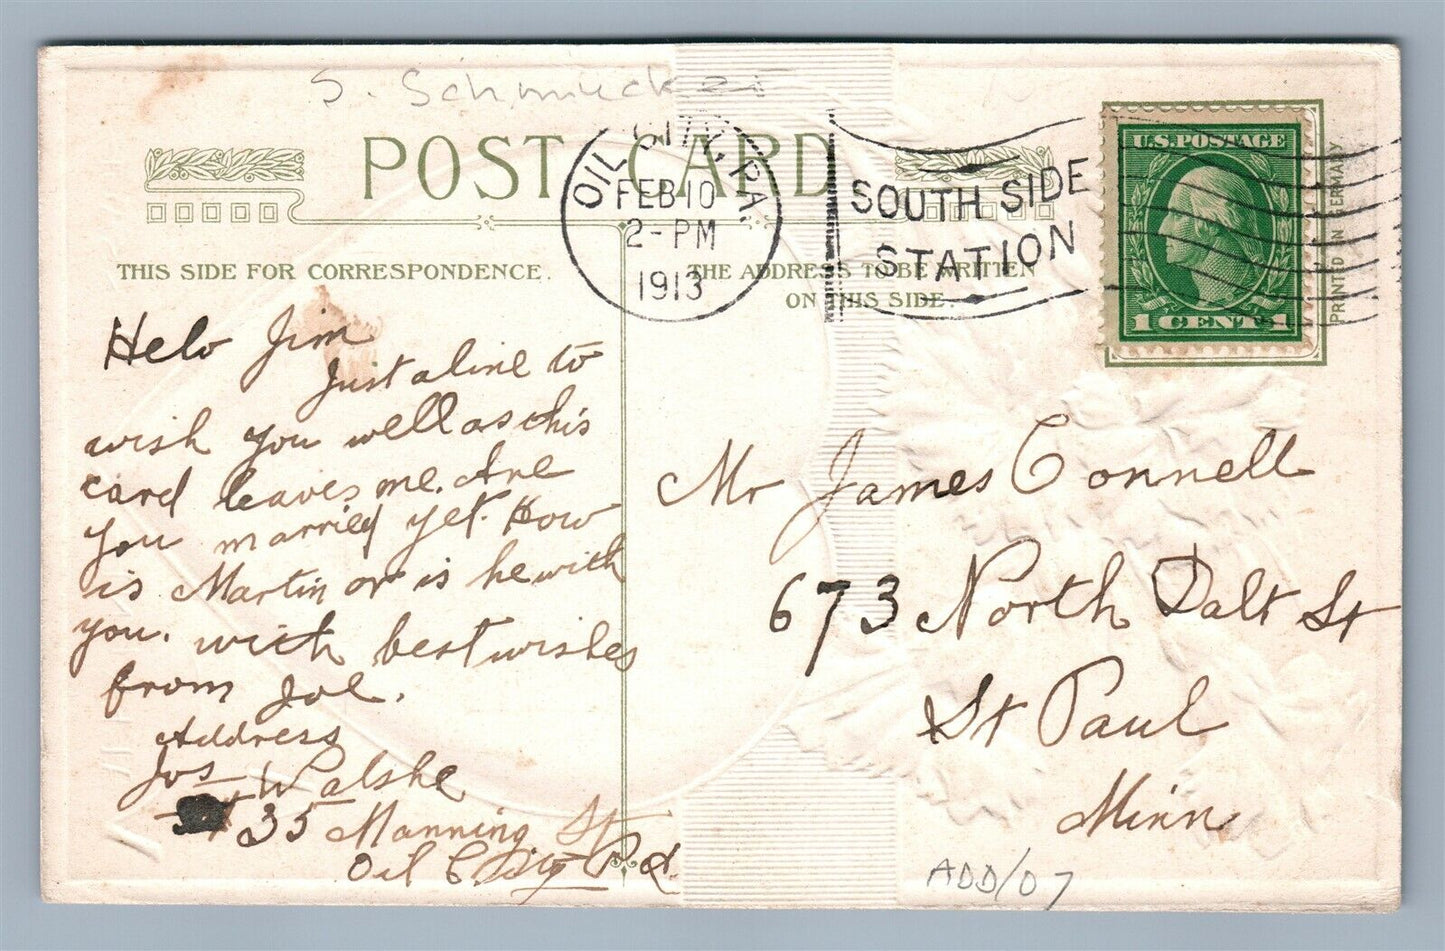 S. Schmucker
POST CARD
OIL CITY, PA.
FEB 10
2-PM
1913
SOUTH SIDE
STATION
U.S. POSTAGE
1 CENT 1
PRINTED IN GERMANY
THIS SIDE FOR CORRESPONDENCE.
THE ADDRESS TO BE WRITTEN
ON THIS SIDE.
Helo Jim
Just a line to
wish you well as this
card leaves me. Are
you married yet. How
is Martin or is he with
you. with best wishes
from Joe.
Address
Jos Walshe
35 Manning St
Oil City Pa.
Mr James Connell
673 North Dalt St
St Paul
Minn
ADD/07